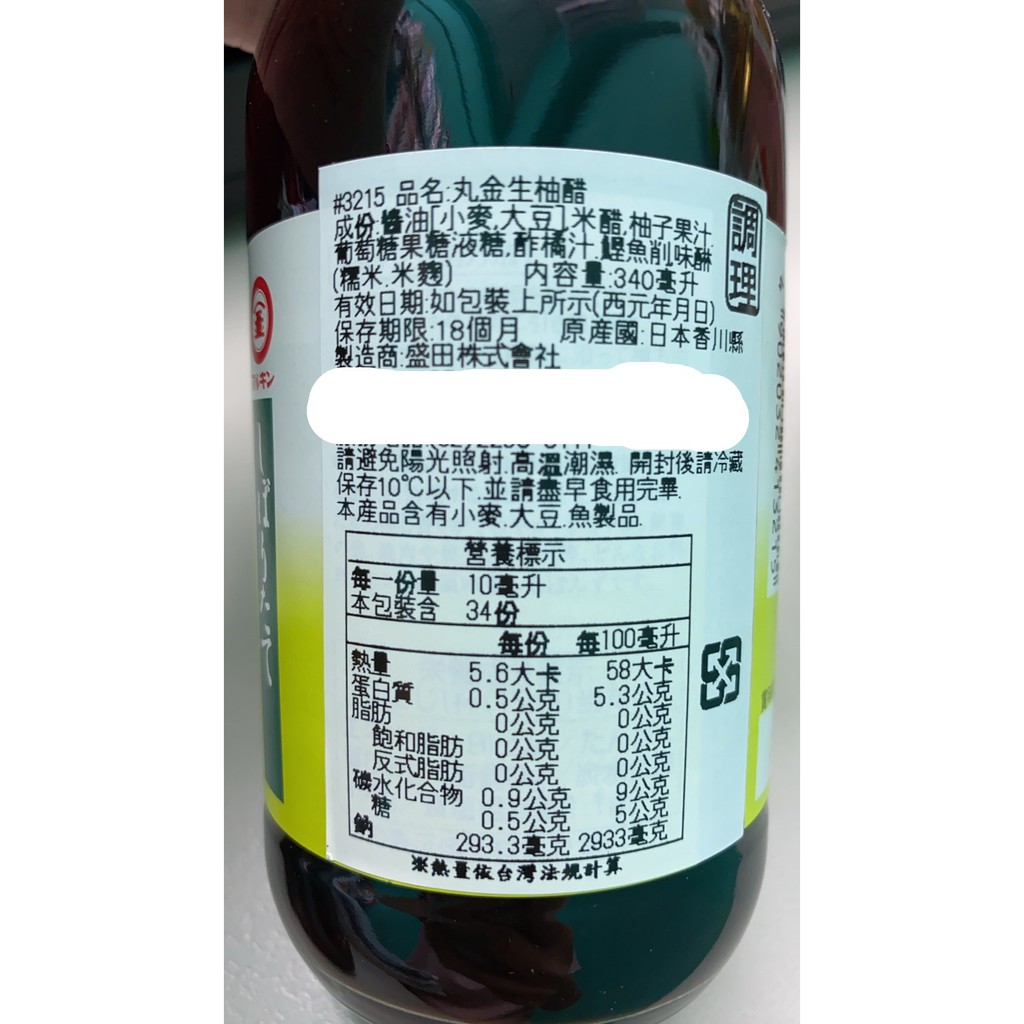 #3215 品名:丸金生柚醋
成份:醬油[小麥,大豆],米醋,柚子果汁.
葡萄糖果糖液糖,酢橘汁,鰹魚削味醂
(糯米.米麴) 內容量:340毫升
有效日期:如包裝上所示(西元年月日)
保存期限:18個月 原産國:日本香川縣
製造商:盛田株式會社
請避免陽光照射.高溫潮濕. 開封後請冷藏
保存10℃以下.並請盡早食用完畢.
本產品含有小麥.大豆.魚製品.
調理
營養標示
每一份量 10毫升
本包裝含 34份
每份 每100毫升
熱量 5.6大卡 58大卡
蛋白質 0.5公克 5.3公克
脂肪 0公克 0公克
飽和脂肪 0公克 0公克
反式脂肪 0公克 0公克
碳水化合物 0.9公克 9公克
糖 0.5公克 5公克
鈉 293.3毫克 2933毫克
※熱量依台灣法規計算
しぼりたて